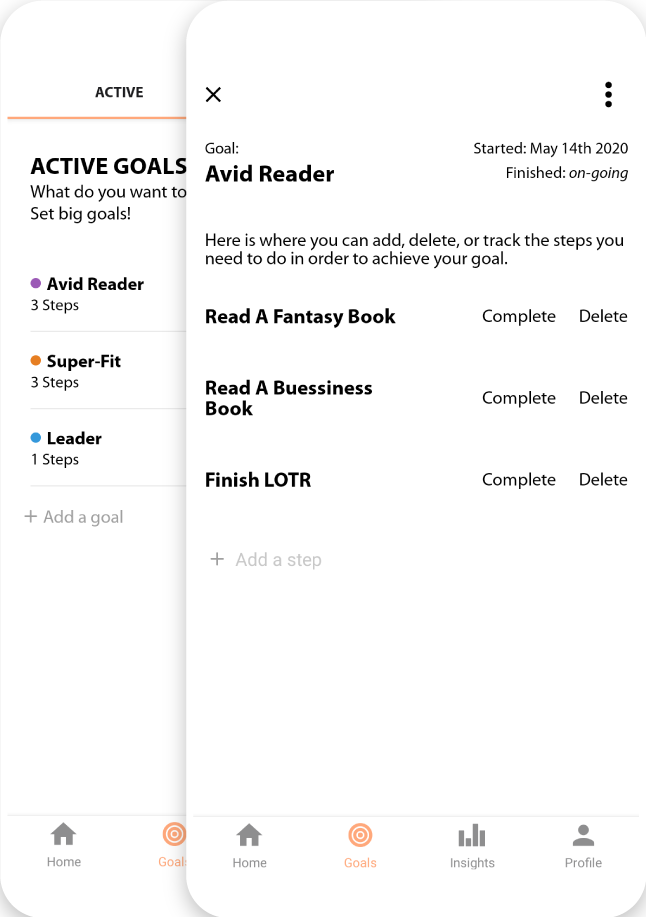 ACTIVE
ACTIVE GOALS
What do you want to
Set big goals!
Avid Reader
3 Steps
Super-Fit
3 Steps
Leader
1 Steps
+ Add a goal
Home
Goals
Goal:
Avid Reader
Started: May 14th 2020
Finished: on-going
Here is where you can add, delete, or track the steps you
need to do in order to achieve your goal.
Read A Fantasy Book Complete Delete
Read A Buessiness
Book
Complete Delete
Finish LOTR Complete Delete
+ Add a step
Home Goals Insights Profile